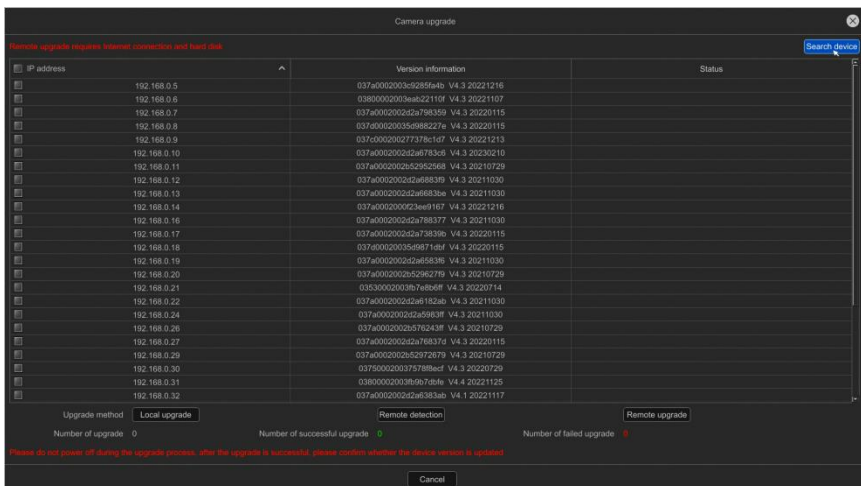 Camera upgrade
Remote upgrade requires Internet connection and hard disk
Search device
IP address Version information Status
192.168.0.5 037a0002003c9285fa4b V4.3 20221216
192.168.0.6 03800002003eab22110f V4.3 20221107
192.168.0.7 037a0002002d2a798359 V4.3 20220115
192.168.0.8 037d00020035d988227e V4.3 20220115
192.168.0.9 037c000200277378c1d7 V4.3 20221213
192.168.0.10 037a0002002d2a6783c6 V4.3 20230210
192.168.0.11 037a0002002b52952568 V4.3 20210729
192.168.0.12 037a0002002d2a6883f9 V4.3 20211030
192.168.0.13 037a0002002d2a6683be V4.3 20211030
192.168.0.14 037a0002000f23ee9167 V4.3 20221216
192.168.0.16 037a0002002d2a788377 V4.3 20211030
192.168.0.17 037a0002002d2a73839b V4.3 20220115
192.168.0.18 037d00020035d9871dbf V4.3 20220115
192.168.0.19 037a0002002d2a6583f6 V4.3 20211030
192.168.0.20 037a0002002b529627f9 V4.3 20210729
192.168.0.21 03530002003fb7e8b6ff V4.3 20220714
192.168.0.22 037a0002002d2a6182ab V4.3 20211030
192.168.0.24 037a0002002d2a5983ff V4.3 20211030
192.168.0.26 037a0002002b576243ff V4.3 20210729
192.168.0.27 037a0002002d2a76837d V4.3 20220115
192.168.0.29 037a0002002b52972679 V4.3 20210729
192.168.0.30 037500020037578f8ecf V4.3 20220729
192.168.0.31 03800002003fb9b7dbfe V4.4 20221125
192.168.0.32 037a0002002d2a6383ab V4.1 20221117
Upgrade method Local upgrade Remote detection Remote upgrade
Number of upgrade 0 Number of successful upgrade 0 Number of failed upgrade 0
Please do not power off during the upgrade process, after the upgrade is successful, please confirm whether the device version is updated
Cancel